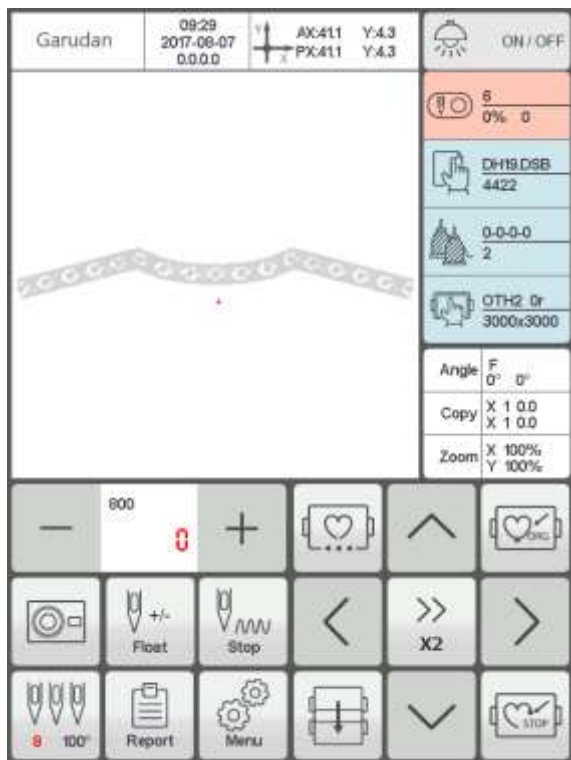 Garudan
09:29
2017-08-07
0.0.0.0
Y
X
AX:41.1 Y:4.3
PX:41.1 Y:4.3
ON / OFF
6
0% 0
DH19.DSB
4422
0-0-0-0
2
OTH2 0r
3000x3000
Angle F
0° 0°
Copy X 1 0.0
X 1 0.0
Zoom X 100%
Y 100%
800
0
ORG
+/-
Float
Stop
X2
8 100°
Report
Menu
STOP